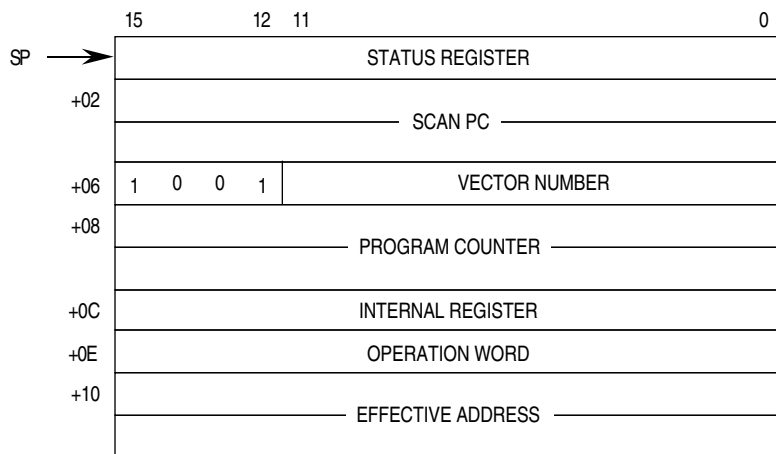 15 12 11 0
SP STATUS REGISTER
+02
SCAN PC
+06 1 0 0 1 VECTOR NUMBER
+08
PROGRAM COUNTER
+0C INTERNAL REGISTER
+0E OPERATION WORD
+10
EFFECTIVE ADDRESS